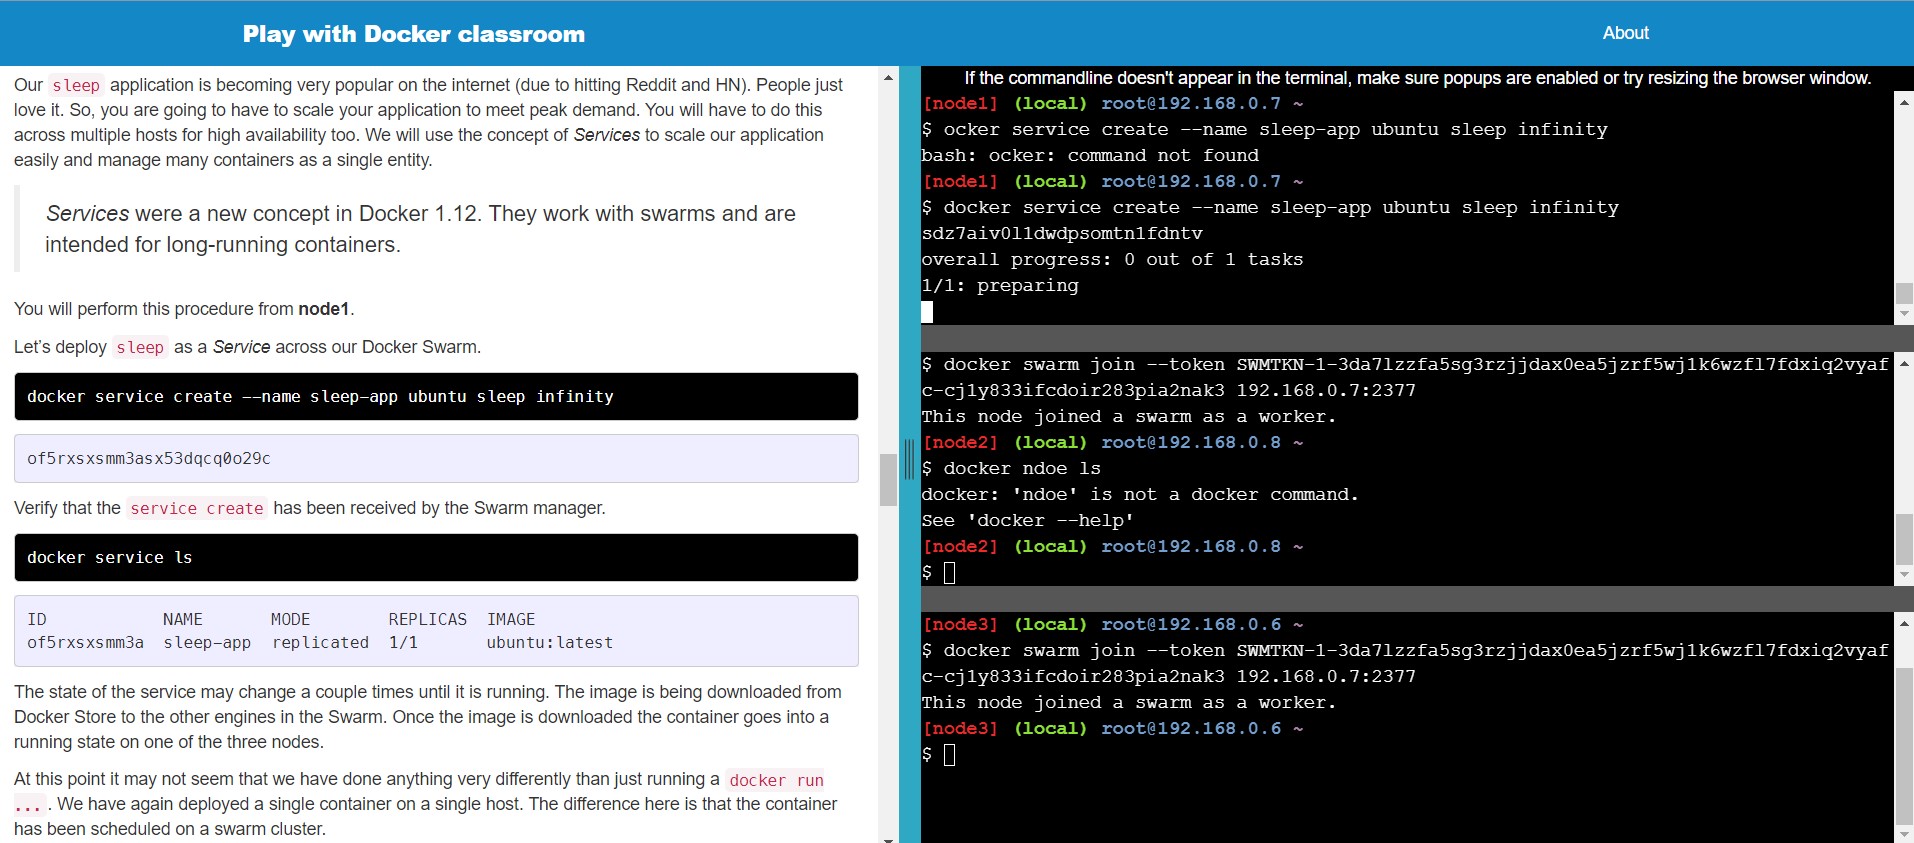 Play with Docker classroom
About
Our sleep application is becoming very popular on the internet (due to hitting Reddit and HN). People just
love it. So, you are going to have to scale your application to meet peak demand. You will have to do this
across multiple hosts for high availability too. We will use the concept of Services to scale our application
easily and manage many containers as a single entity.
Services were a new concept in Docker 1.12. They work with swarms and are
intended for long-running containers.
You will perform this procedure from node1.
Let's deploy sleep as a Service across our Docker Swarm.
docker service create --name sleep-app ubuntu sleep infinity
of5rxsxsmm3asx53dqcq0o29c
Verify that the service create has been received by the Swarm manager.
docker service ls
ID NAME MODE REPLICAS IMAGE
of5rxsxsmm3a sleep-app replicated 1/1 ubuntu:latest
The state of the service may change a couple times until it is running. The image is being downloaded from
Docker Store to the other engines in the Swarm. Once the image is downloaded the container goes into a
running state on one of the three nodes.
At this point it may not seem that we have done anything very differently than just running a docker run
... . We have again deployed a single container on a single host. The difference here is that the container
has been scheduled on a swarm cluster.
If the commandline doesn't appear in the terminal, make sure popups are enabled or try resizing the browser window.
[node1] (local) root@192.168.0.7 ~
$ ocker service create --name sleep-app ubuntu sleep infinity
bash: ocker: command not found
[node1] (local) root@192.168.0.7 ~
$ docker service create --name sleep-app ubuntu sleep infinity
sdz7aiv0l1dwdpsomtn1fdntv
overall progress: 0 out of 1 tasks
1/1: preparing
$ docker swarm join --token SWMTKN-1-3da7lzzfa5sg3rzjjdax0ea5jzrf5wj1k6wzfl7fdxiq2vyaf
c-cj1y833ifcdoir283pia2nak3 192.168.0.7:2377
This node joined a swarm as a worker.
[node2] (local) root@192.168.0.8 ~
$ docker ndoe ls
docker: 'ndoe' is not a docker command.
See 'docker --help'
[node2] (local) root@192.168.0.8 ~
$
[node3] (local) root@192.168.0.6 ~
$ docker swarm join --token SWMTKN-1-3da7lzzfa5sg3rzjjdax0ea5jzrf5wj1k6wzfl7fdxiq2vyaf
c-cj1y833ifcdoir283pia2nak3 192.168.0.7:2377
This node joined a swarm as a worker.
[node3] (local) root@192.168.0.6 ~
$